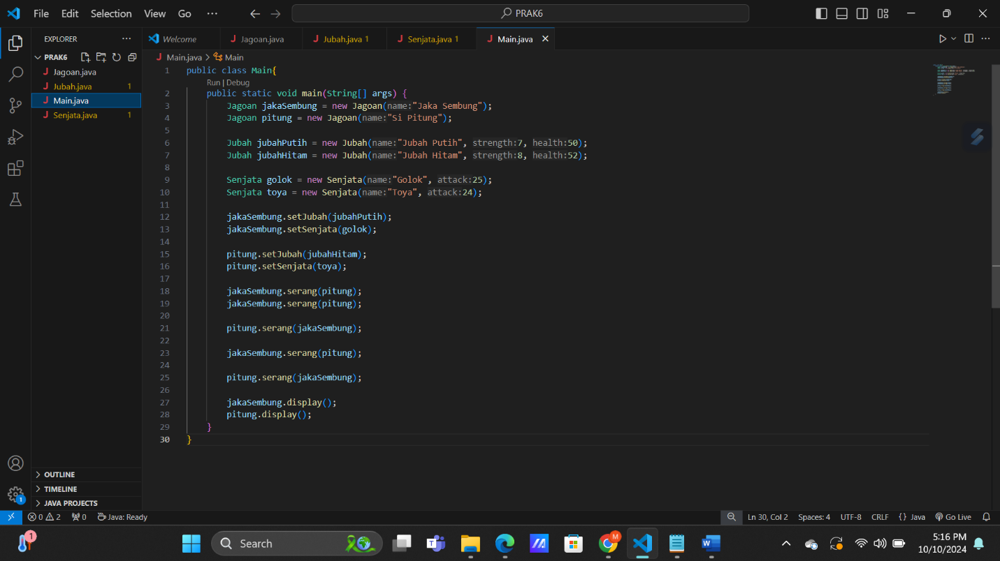 File Edit Selection View Go ··· PRAK6
EXPLORER ···
Welcome Jagoan.java Jubah.java 1 Senjata.java 1 Main.java
PRAK6
Jagoan.java
Jubah.java 1
Main.java
Senjata.java 1
Main.java > Main
1 public class Main{
Run | Debug
2 public static void main(String[] args) {
3 Jagoan jakaSembung = new Jagoan(name:"Jaka Sembung");
4 Jagoan pitung = new Jagoan(name:"Si Pitung");
5
6 Jubah jubahPutih = new Jubah(name:"Jubah Putih", strength:7, health:50);
7 Jubah jubahHitam = new Jubah(name:"Jubah Hitam", strength:8, health:52);
8
9 Senjata golok = new Senjata(name:"Golok", attack:25);
10 Senjata toya = new Senjata(name:"Toya", attack:24);
11
12 jakaSembung.setJubah(jubahPutih);
13 jakaSembung.setSenjata(golok);
14
15 pitung.setJubah(jubahHitam);
16 pitung.setSenjata(toya);
17
18 jakaSembung.serang(pitung);
19 jakaSembung.serang(pitung);
20
21 pitung.serang(jakaSembung);
22
23 jakaSembung.serang(pitung);
24
25 pitung.serang(jakaSembung);
26
27 jakaSembung.display();
28 pitung.display();
29 }
30 }
OUTLINE
TIMELINE
JAVA PROJECTS
1
0 2 0 Java: Ready Ln 30, Col 2 Spaces: 4 UTF-8 CRLF {} Java Go Live
1 Search M 5:16 PM
10/10/2024